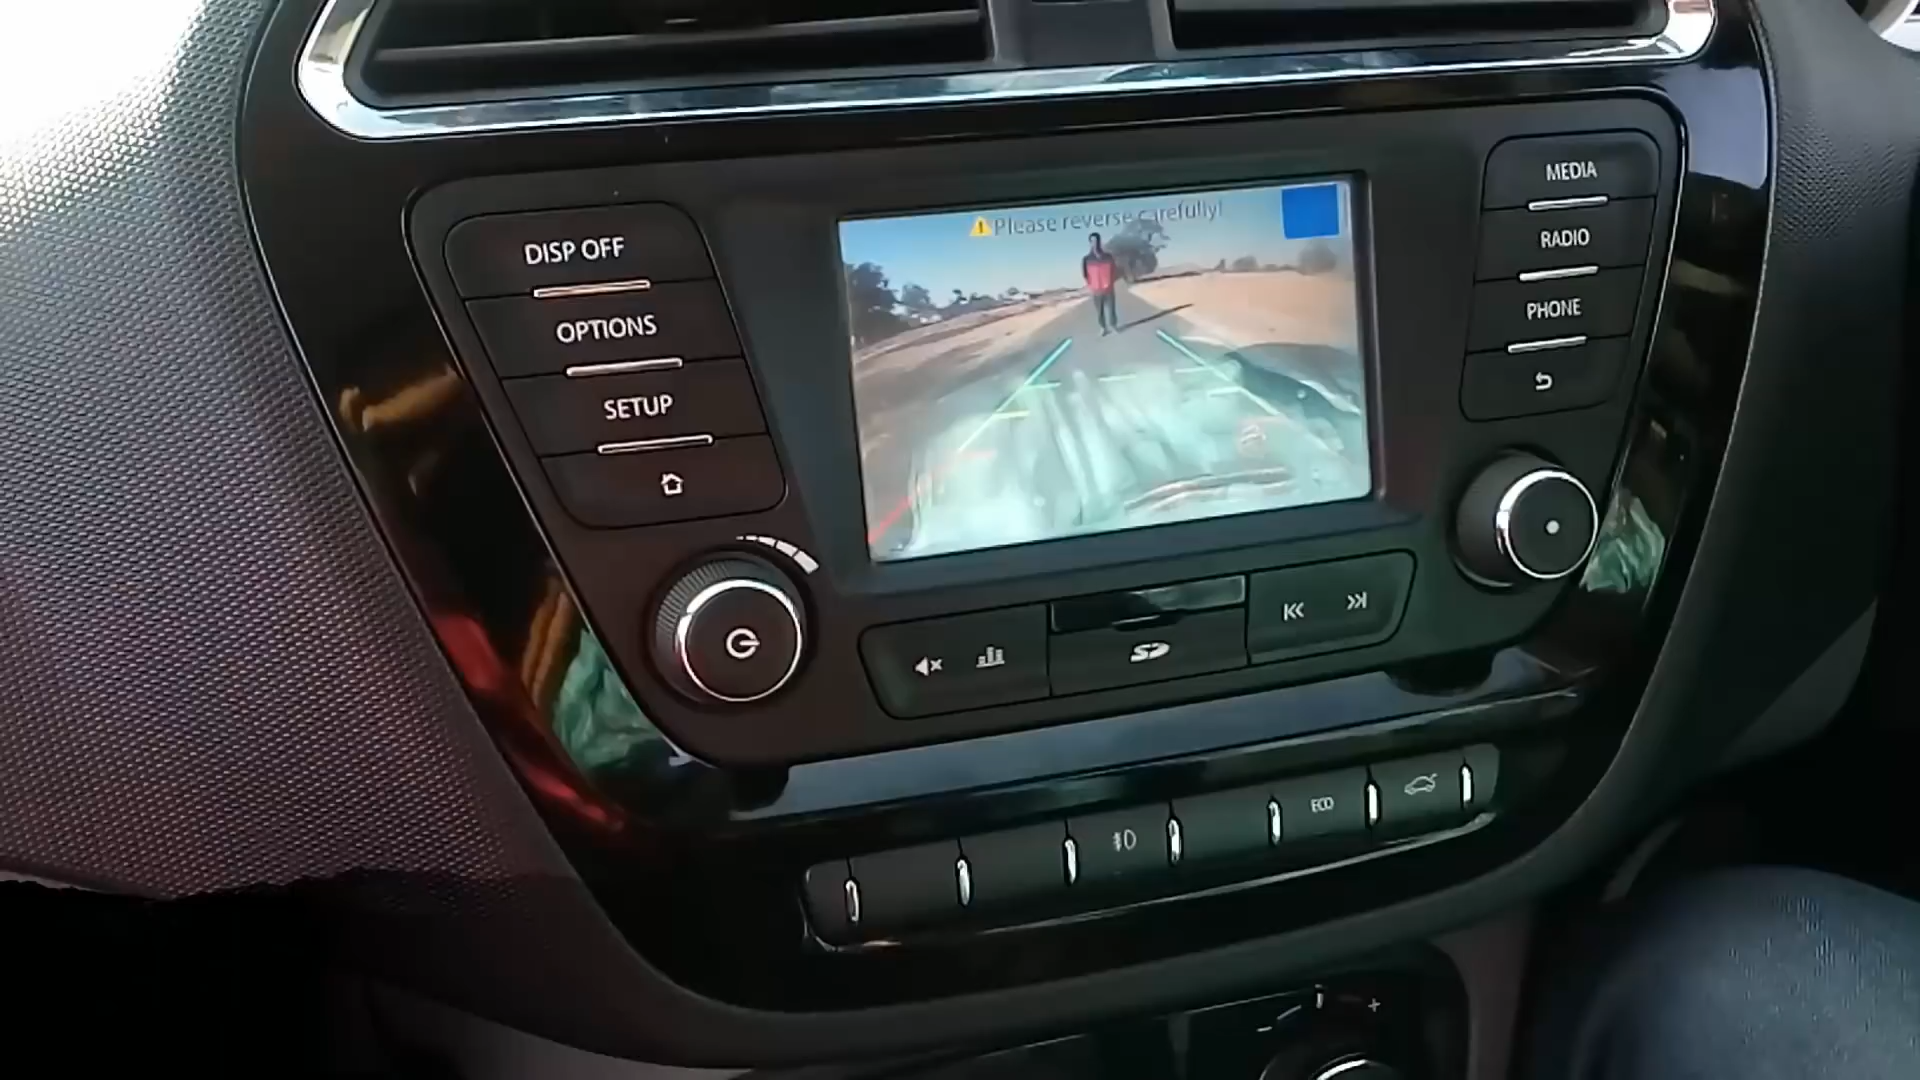 ⚠Please reverse carefully!
DISP OFF
OPTIONS
SETUP
MEDIA
RADIO
PHONE
SD
ECO
- +